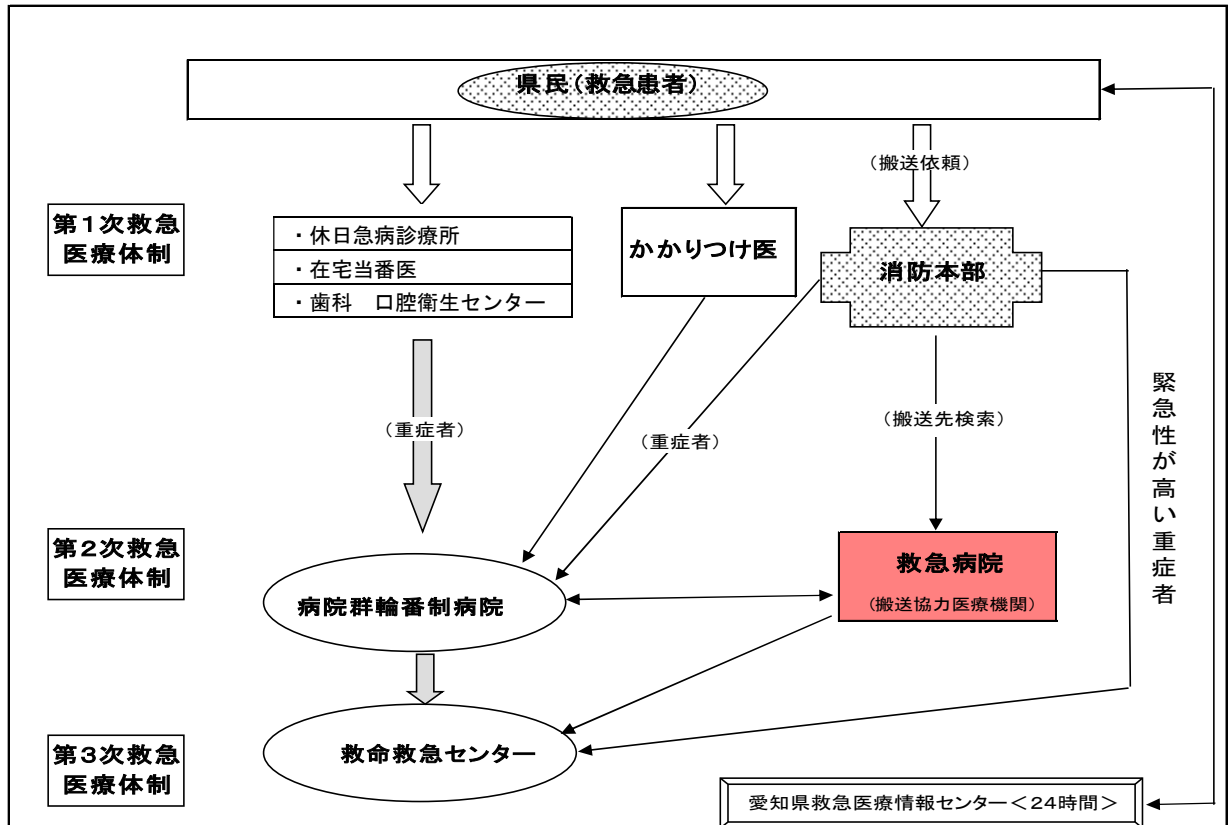 県民（救急患者）
（搬送依頼）
第１次救急
医療体制
・休日急病診療所
・在宅当番医
・歯科　口腔衛生センター
かかりつけ医
消防本部
（重症者）
（重症者）
（搬送先検索）
緊急性が高い重症者
第２次救急
医療体制
病院群輪番制病院
救急病院
（搬送協力医療機関）
第３次救急
医療体制
救命救急センター
愛知県救急医療情報センター＜24時間＞